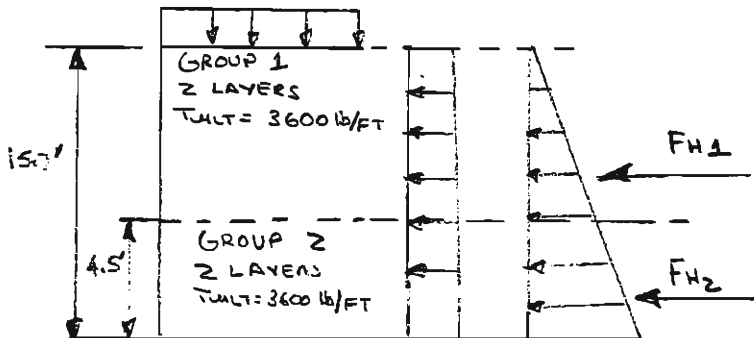 GROUP 1
2 LAYERS
TULT = 3600 lb/FT
FH1
4.5'
GROUP 2
2 LAYERS
TULT = 3600 lb/FT
FH2